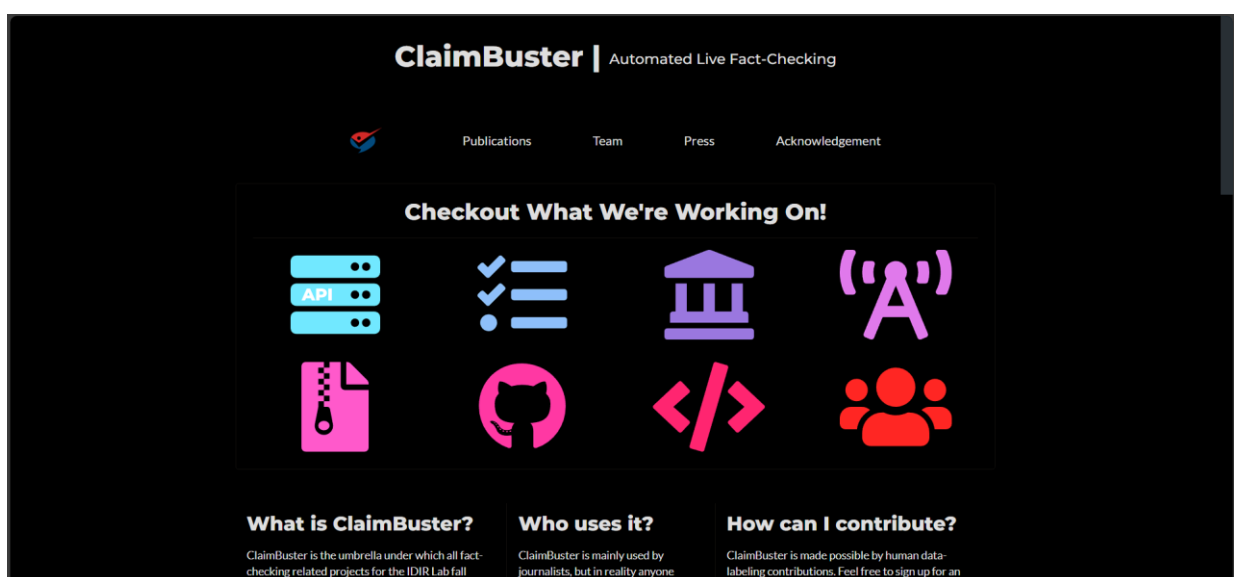 ClaimBuster | Automated Live Fact-Checking
Publications Team Press Acknowledgement
Checkout What We're Working On!
API
What is ClaimBuster?
ClaimBuster is the umbrella under which all fact-
checking related projects for the IDIR Lab fall
Who uses it?
ClaimBuster is mainly used by
journalists, but in reality anyone
How can I contribute?
ClaimBuster is made possible by human data-
labeling contributions. Feel free to sign up for an